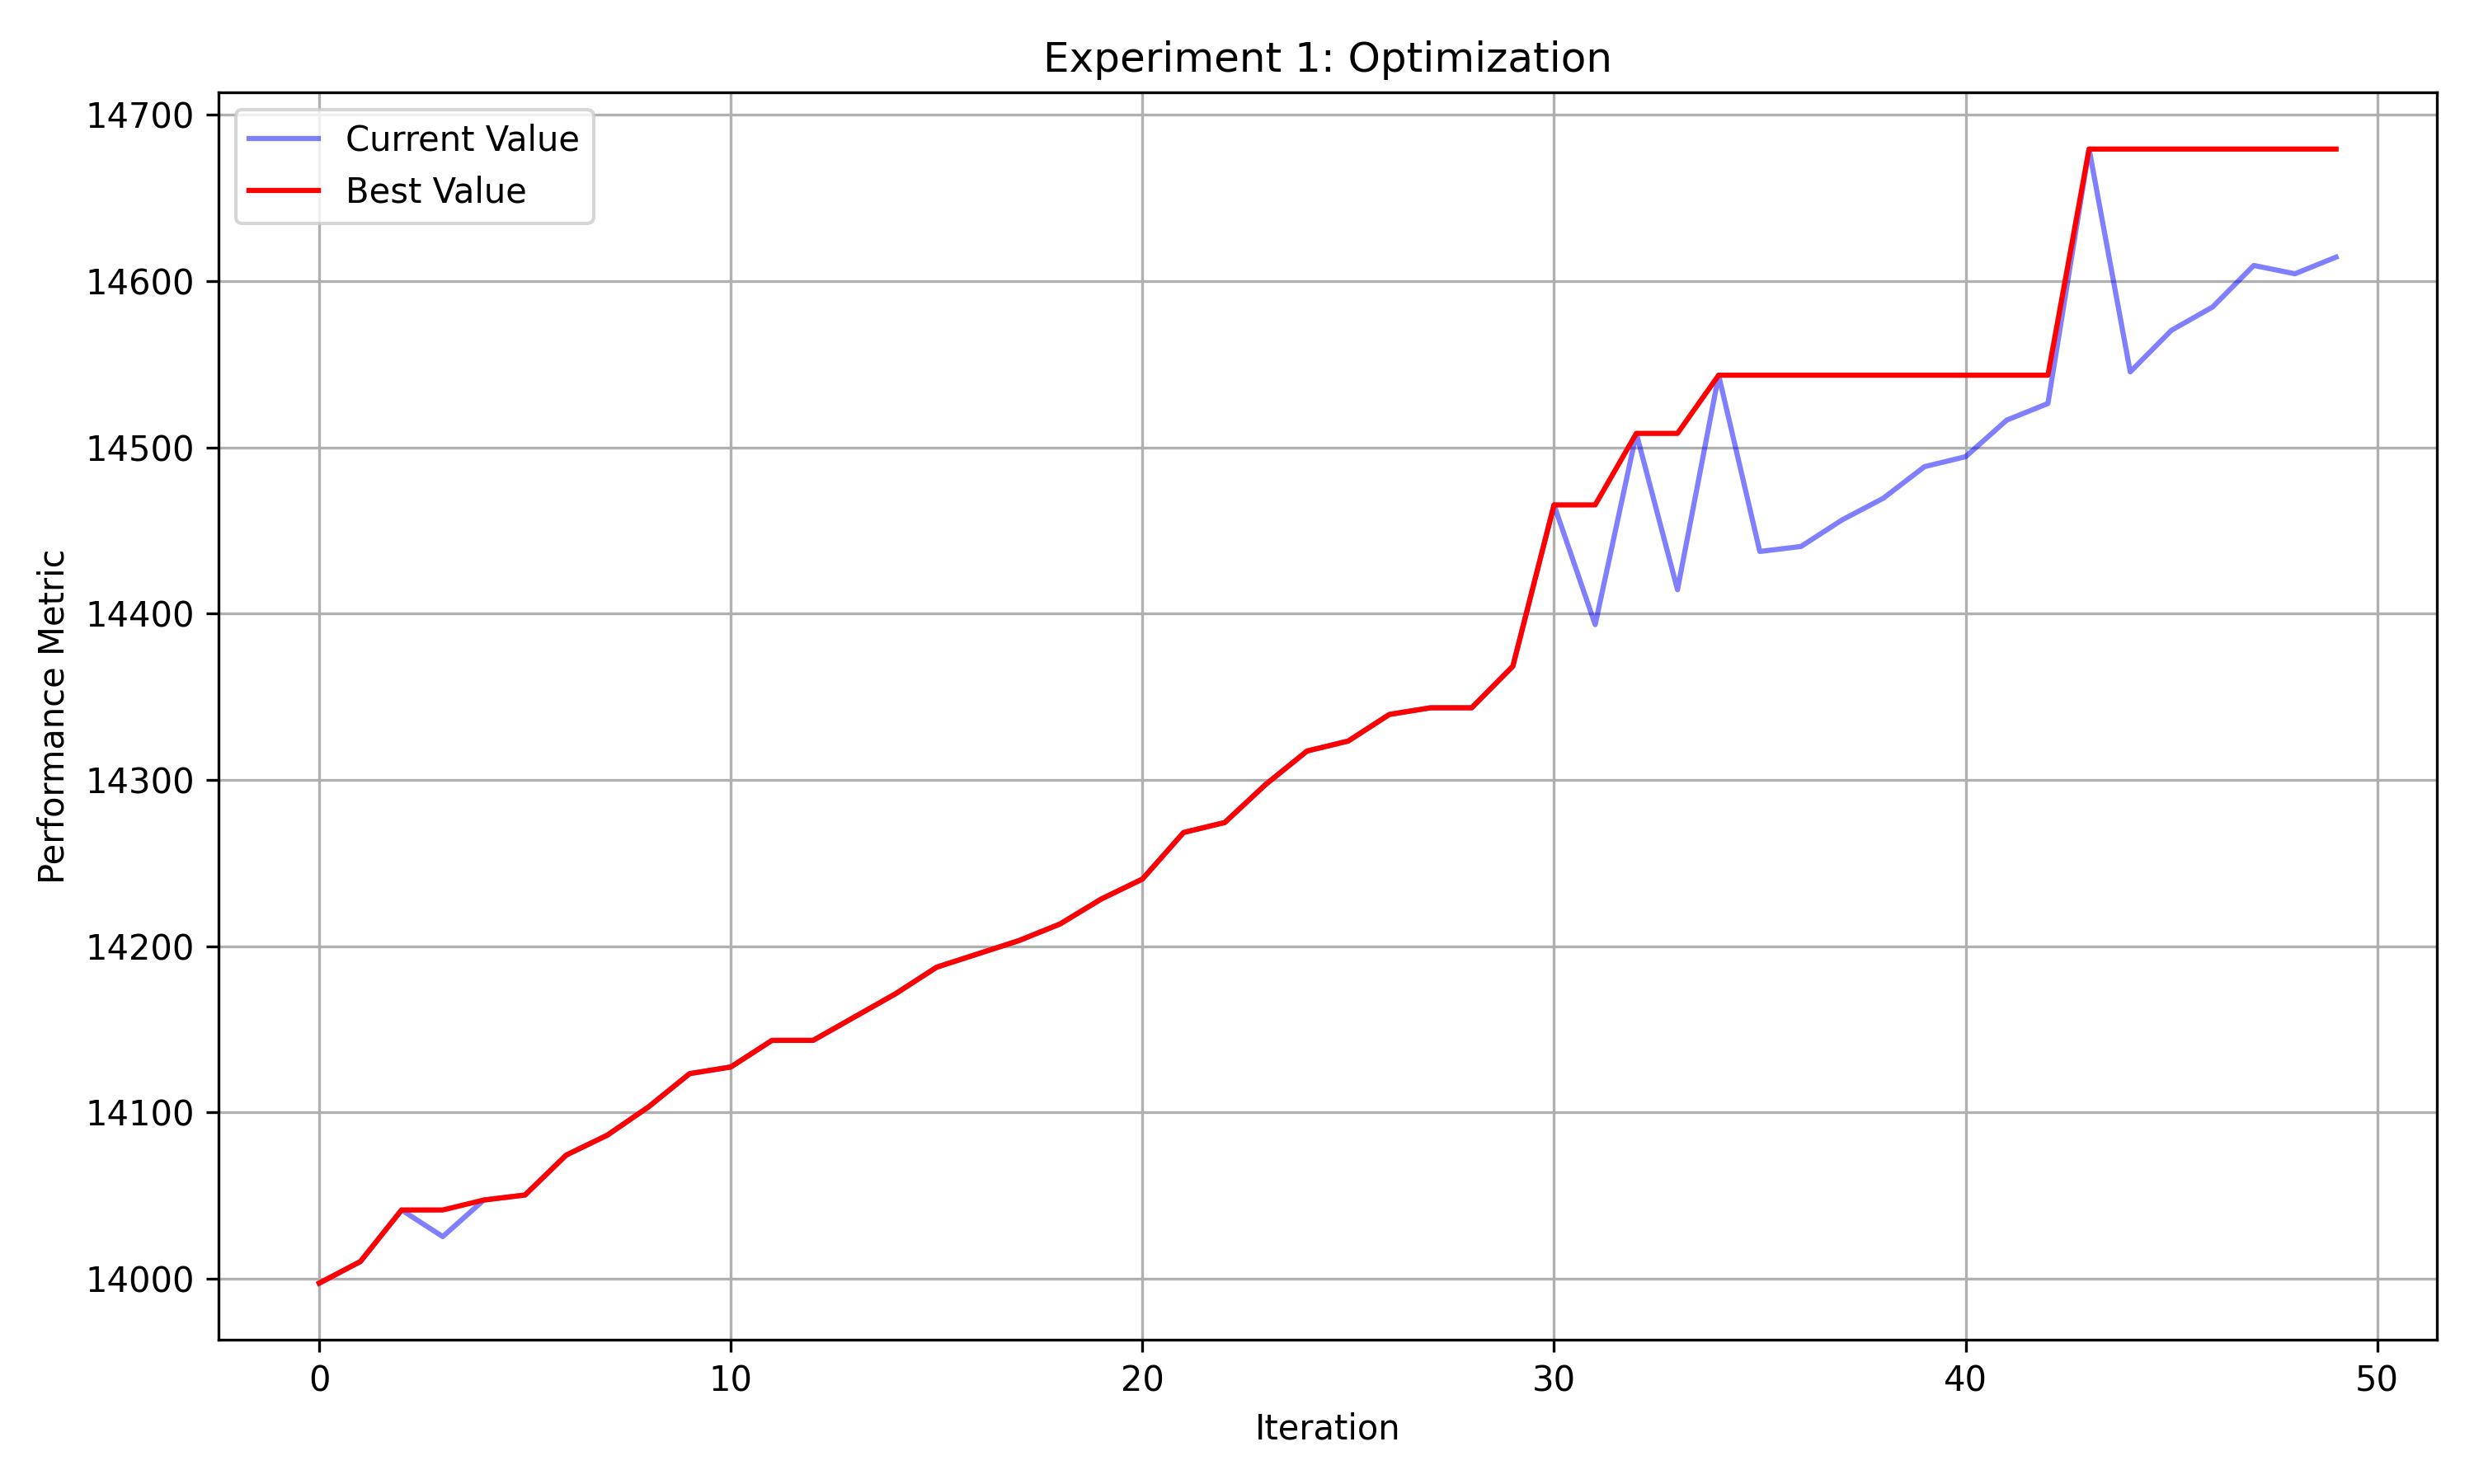 Experiment 1: Optimization
Current Value
Best Value
Performance Metric
14700
14600
14500
14400
14300
14200
14100
14000
0
10
20
30
40
50
Iteration